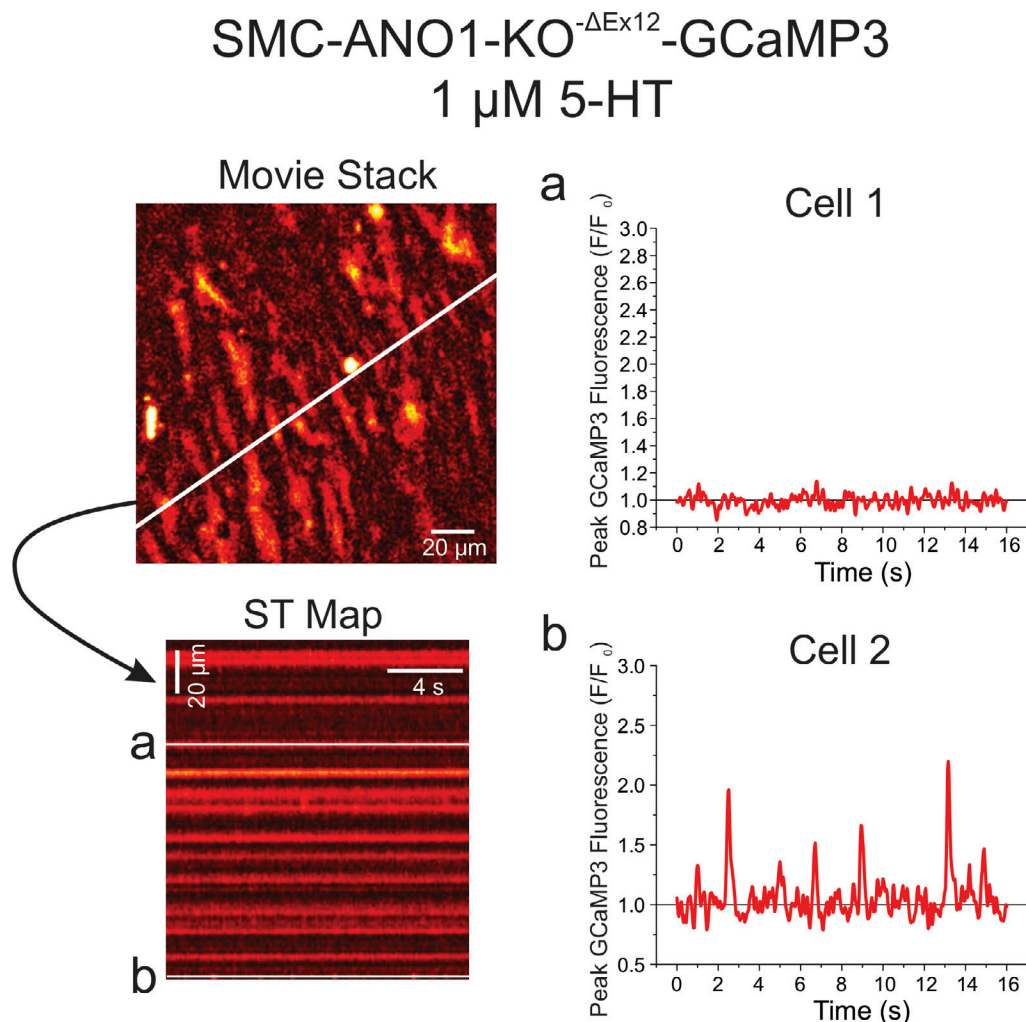 SMC-ANO1-KO-ΔEx12-GCaMP3
1 µM 5-HT
Movie Stack
20 µm
ST Map
20 µm
4 s
a
b
a
Cell 1
Peak GCaMP3 Fluorescence (F/F0)
3.0
2.8
2.6
2.4
2.2
2.0
1.8
1.6
1.4
1.2
1.0
0.8
0 2 4 6 8 10 12 14 16
Time (s)
b
Cell 2
Peak GCaMP3 Fluorescence (F/F0)
3.0
2.5
2.0
1.5
1.0
0.5
0 2 4 6 8 10 12 14 16
Time (s)